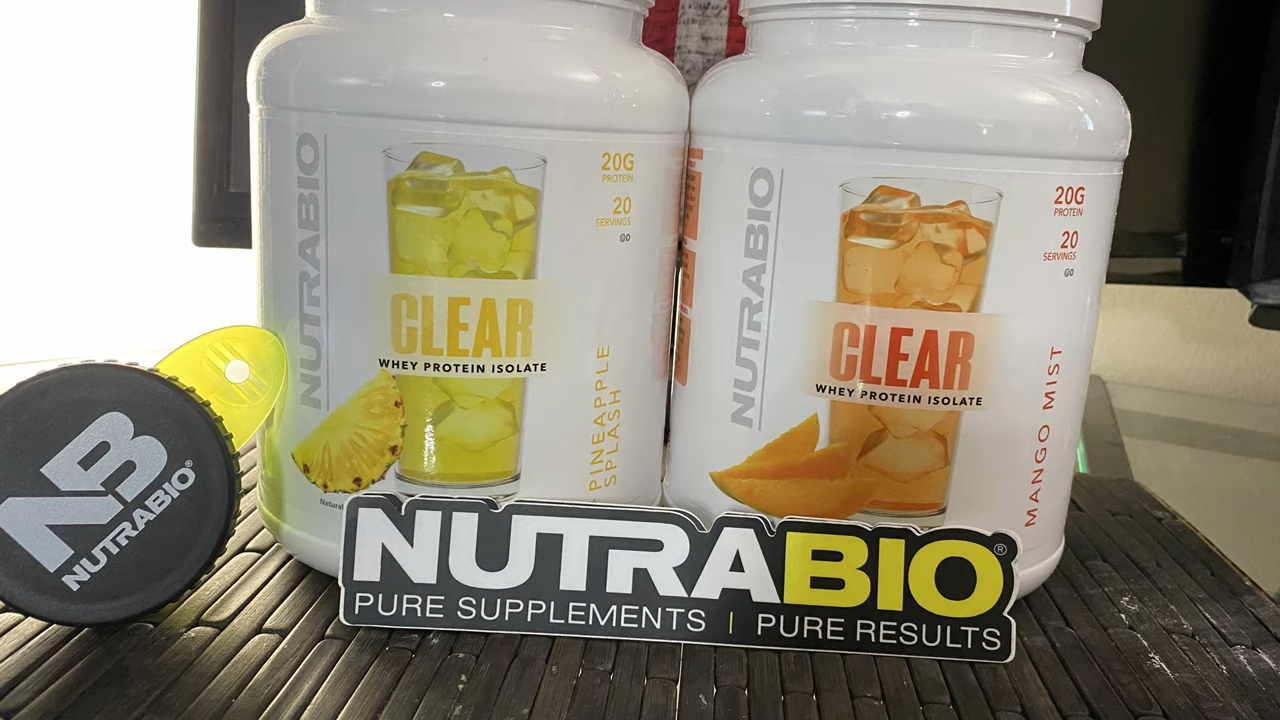 NUTRABIO
20G
PROTEIN
20
SERVINGS
CLEAR
WHEY PROTEIN ISOLATE
PINEAPPLE
SPLASH
Natural
NUTRABIO
20G
PROTEIN
20
SERVINGS
CLEAR
WHEY PROTEIN ISOLATE
MANGO MIST
NB
NUTRABIO®
NUTRABIO®
PURE SUPPLEMENTS | PURE RESULTS